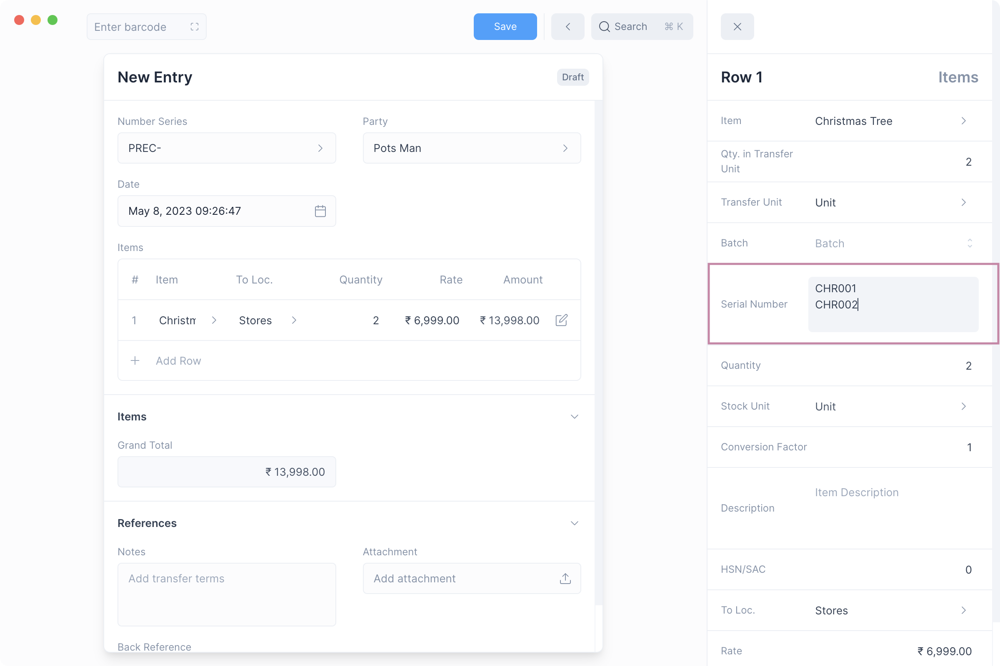 Enter barcode
Save
Search ⌘ K
New Entry
Draft
Number Series
Party
PREC-
Pots Man
Date
May 8, 2023 09:26:47
Items
# Item To Loc. Quantity Rate Amount
1 Christm Stores 2 ₹ 6,999.00 ₹ 13,998.00
Add Row
Items
Grand Total
₹ 13,998.00
References
Notes
Attachment
Add transfer terms
Add attachment
Back Reference
Row 1
Items
Item Christmas Tree
Qty. in Transfer
Unit
2
Transfer Unit Unit
Batch Batch
Serial Number
CHR001
CHR002
Quantity 2
Stock Unit Unit
Conversion Factor 1
Item Description
Description
HSN/SAC 0
To Loc. Stores
Rate ₹ 6,999.00